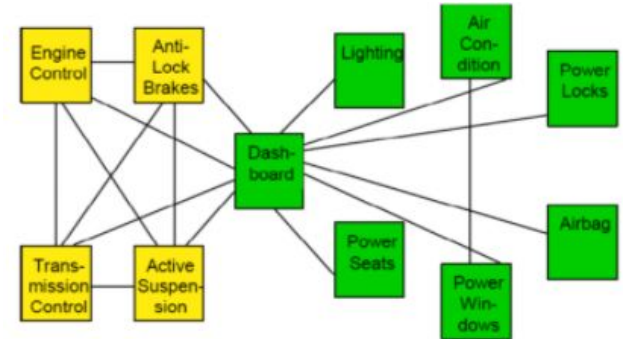 Engine
Control
Anti-
Lock
Brakes
Lighting
Air
Con-
dition
Power
Locks
Dash-
board
Trans-
mission
Control
Active
Suspen-
sion
Power
Seats
Power
Win-
dows
Airbag